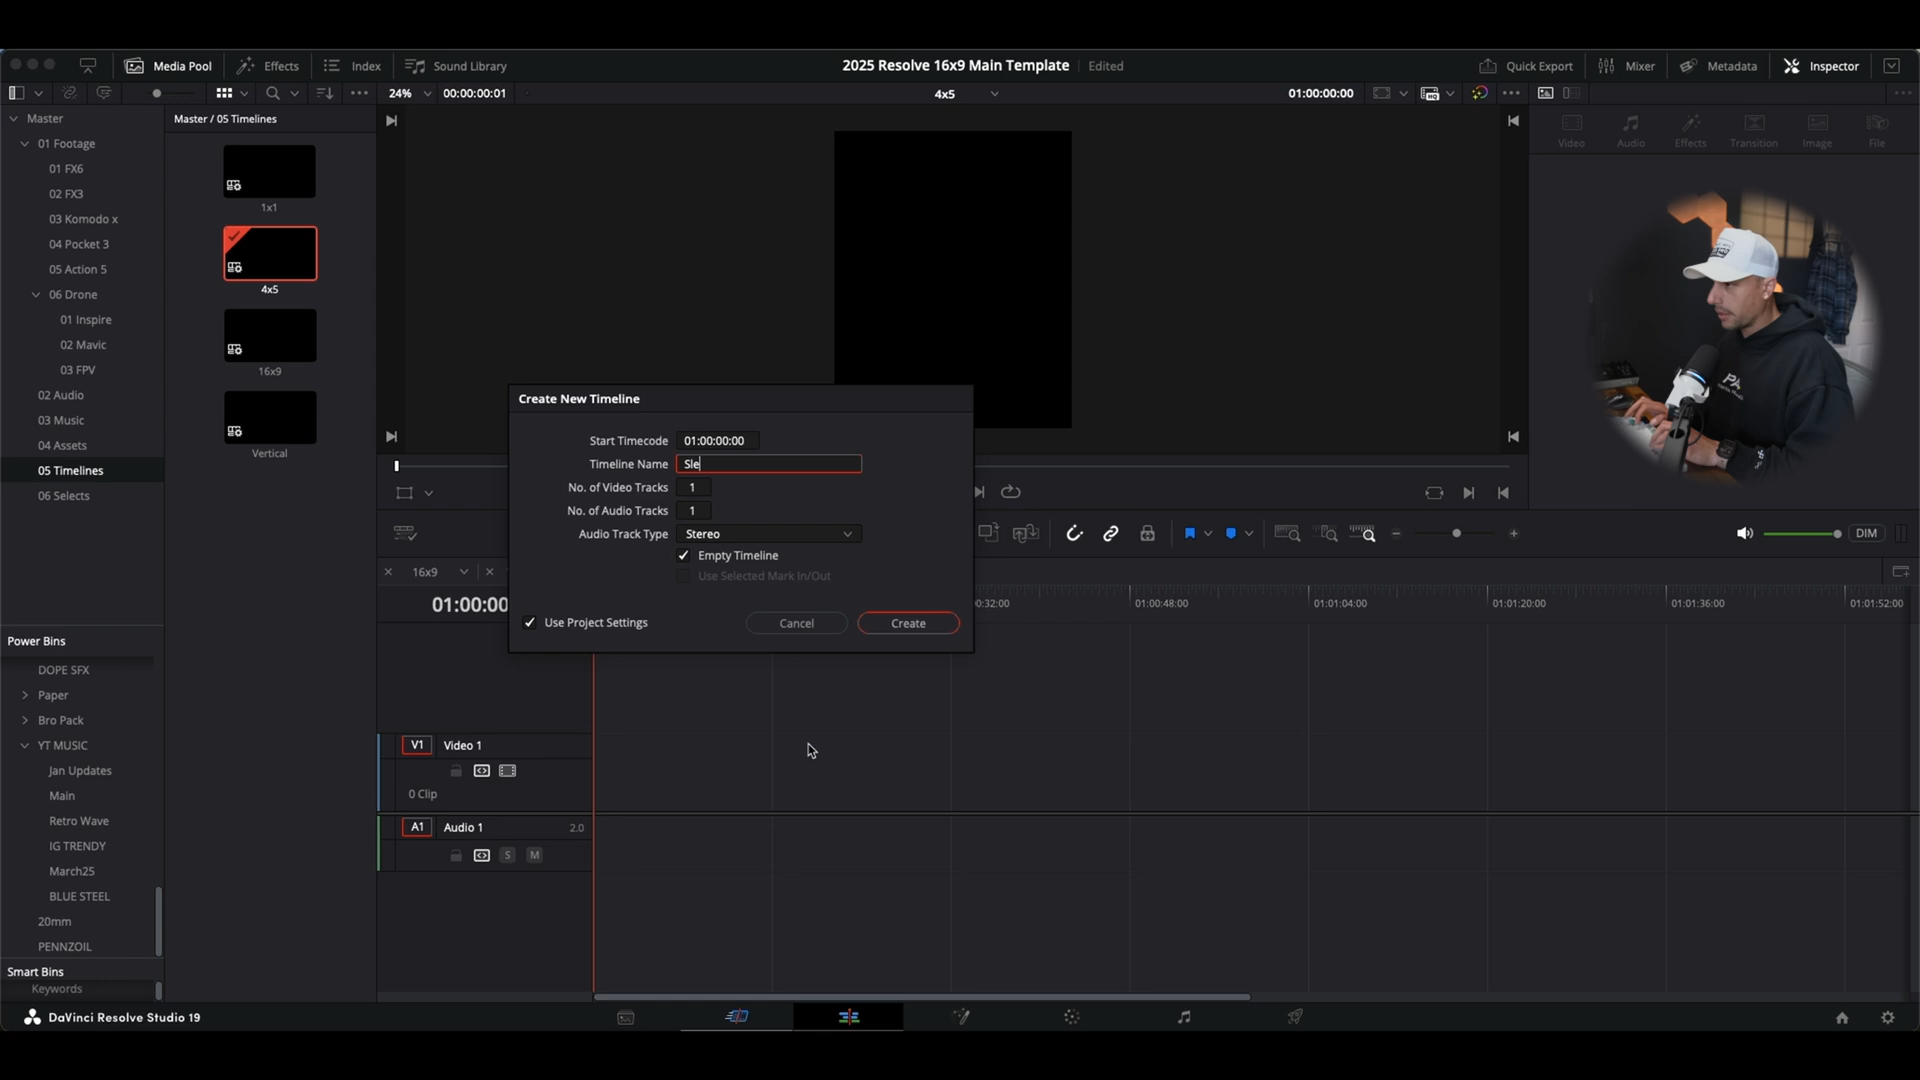 Media Pool
Effects
Index
Sound Library
2025 Resolve 16x9 Main Template
Edited
Quick Export
Mixer
Metadata
Inspector
24%
00:00:00:01
4x5
01:00:00:00
Master
01 Footage
01 FX6
02 FX3
03 Komodo x
04 Pocket 3
05 Action 5
06 Drone
01 Inspire
02 Mavic
03 FPV
02 Audio
03 Music
04 Assets
05 Timelines
06 Selects
Master / 05 Timelines
1x1
4x5
16x9
Vertical
Video
Audio
Effects
Transition
Image
File
Create New Timeline
Start Timecode 01:00:00:00
Timeline Name Sle
No. of Video Tracks 1
No. of Audio Tracks 1
Audio Track Type Stereo
Empty Timeline
Use Selected Mark In/Out
Use Project Settings
Cancel
Create
DIM
16x9
01:00:00
0:32:00
01:00:48:00
01:01:04:00
01:01:20:00
01:01:36:00
01:01:52:00
Power Bins
DOPE SFX
Paper
Bro Pack
YT MUSIC
Jan Updates
Main
Retro Wave
IG TRENDY
March25
BLUE STEEL
20mm
PENNZOIL
Smart Bins
Keywords
V1 Video 1
0 Clip
A1 Audio 1 2.0
S M
DaVinci Resolve Studio 19